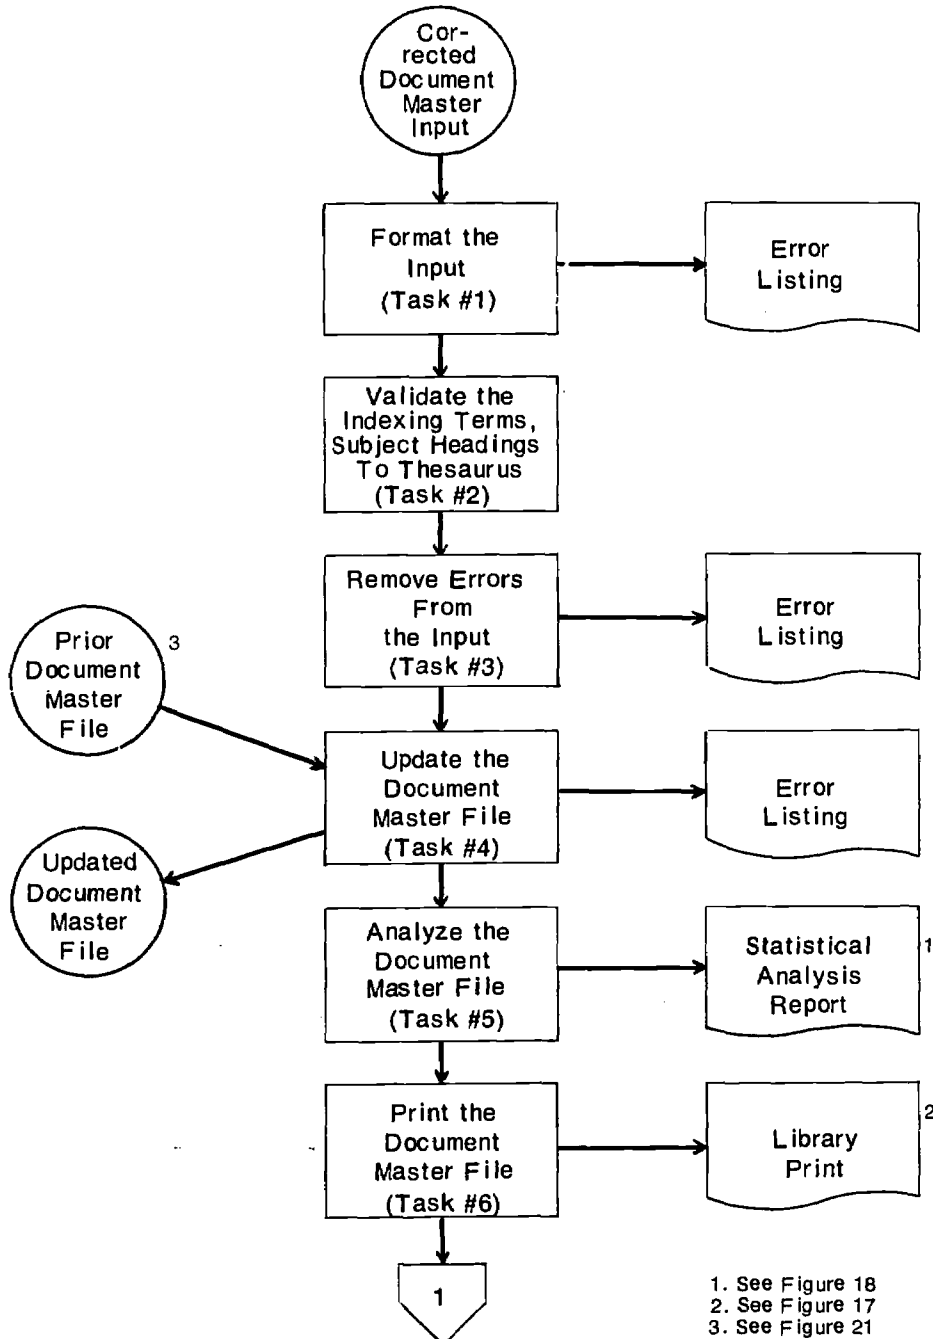 Cor-
rected
Document
Master
Input
Format the
Input
(Task #1)
Error
Listing
Validate the
Indexing Terms,
Subject Headings
To Thesaurus
(Task #2)
Remove Errors
From
the Input
(Task #3)
Error
Listing
Prior
Document
Master
File
3
Update the
Document
Master File
(Task #4)
Error
Listing
Updated
Document
Master
File
Analyze the
Document
Master File
(Task #5)
Statistical
Analysis
Report
1
Print the
Document
Master File
(Task #6)
Library
Print
2
1
1. See Figure 18
2. See Figure 17
3. See Figure 21